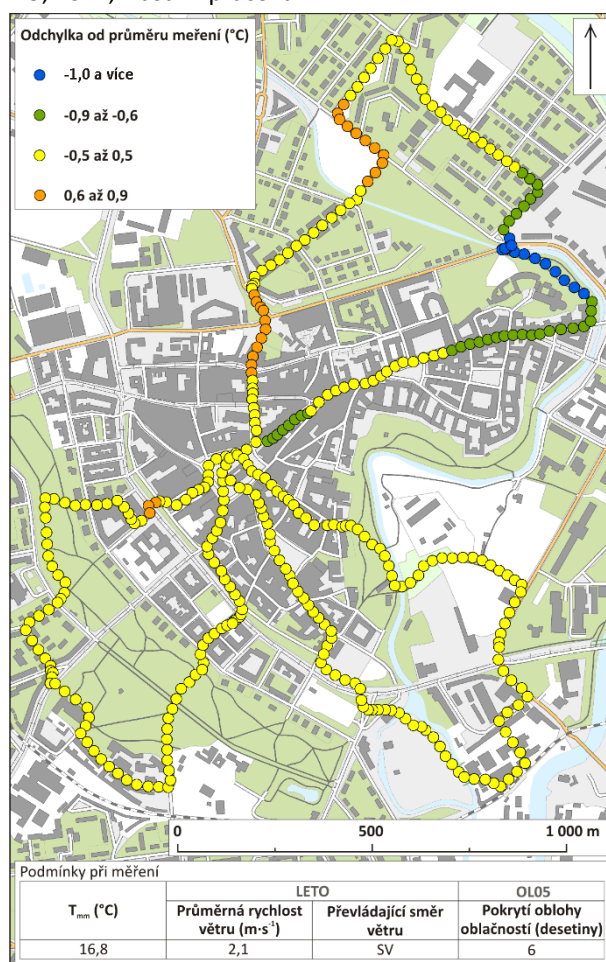 Odchylka od průměru meření (°C)
-1,0 a více
-0,9 až -0,6
-0,5 až 0,5
0,6 až 0,9
0 500 1 000 m
Podmínky při měření
LETO OL05
Tmm (°C) Průměrná rychlost větru (m·s-1) Převládající směr větru Pokrytí oblohy oblačností (desetiny)
16,8 2,1 SV 6